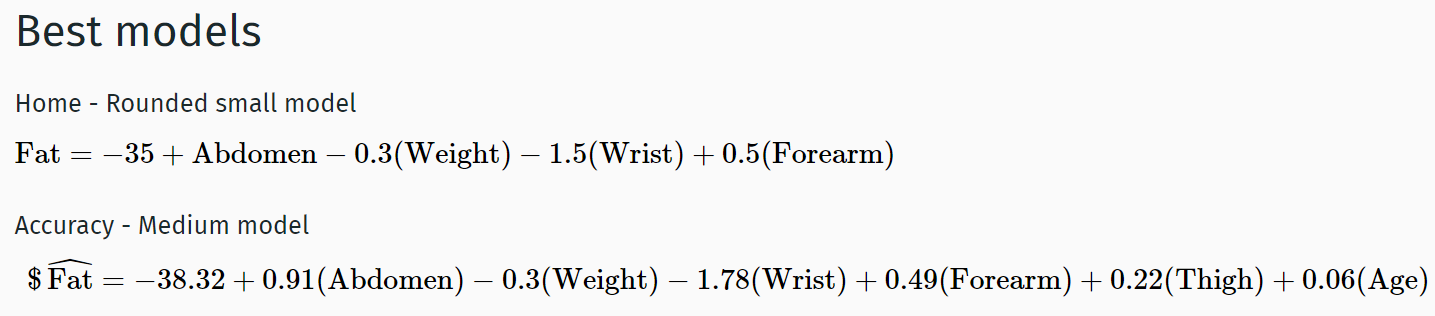 Best models
Home - Rounded small model
Fat = −35 + Abdomen − 0.3(Weight) − 1.5(Wrist) + 0.5(Forearm)
Accuracy - Medium model
$ \widehat{Fat} = −38.32 + 0.91(Abdomen) − 0.3(Weight) − 1.78(Wrist) + 0.49(Forearm) + 0.22(Thigh) + 0.06(Age)